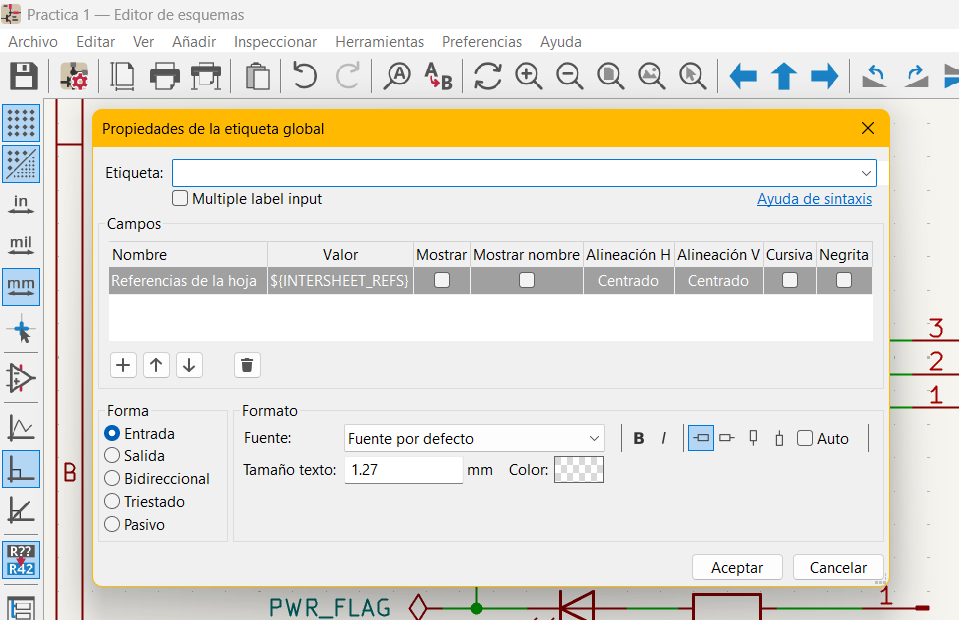 Practica 1 — Editor de esquemas
Archivo Editar Ver Añadir Inspeccionar Herramientas Preferencias Ayuda
A A B
Propiedades de la etiqueta global
Etiqueta:
Multiple label input Ayuda de sintaxis
in
Campos
mil
Nombre Valor Mostrar Mostrar nombre Alineación H Alineación V Cursiva Negrita
mm
Referencias de la hoja ${INTERSHEET_REFS} Centrado Centrado
3
2
1
Forma Formato
Entrada Fuente: Fuente por defecto B I Auto
Salida
B
Tamaño texto: 1.27 mm Color:
Bidireccional
Triestado
Pasivo
R??
R42
Aceptar Cancelar
PWR_FLAG 1